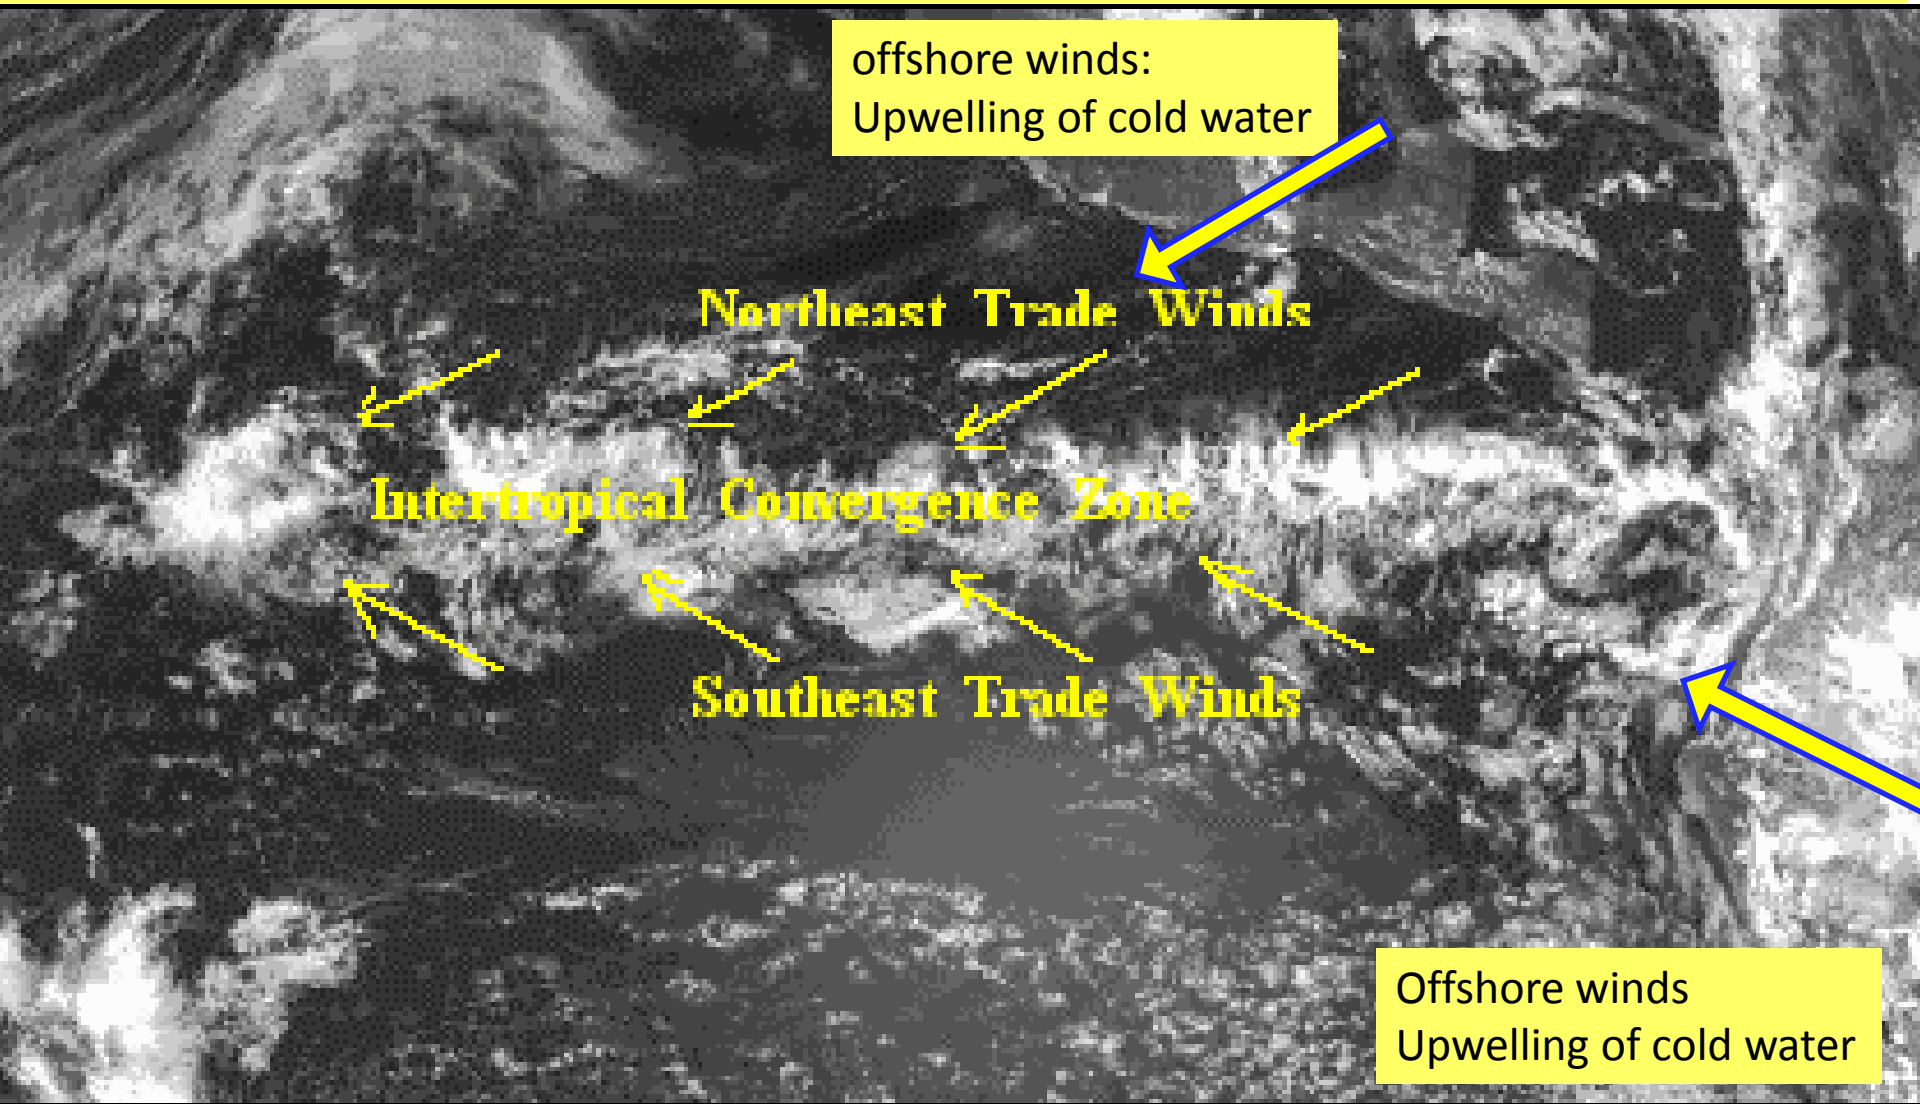 offshore winds:
Upwelling of cold water
Northeast Trade Winds
Intertropical Convergence Zone
Southeast Trade Winds
Offshore winds
Upwelling of cold water